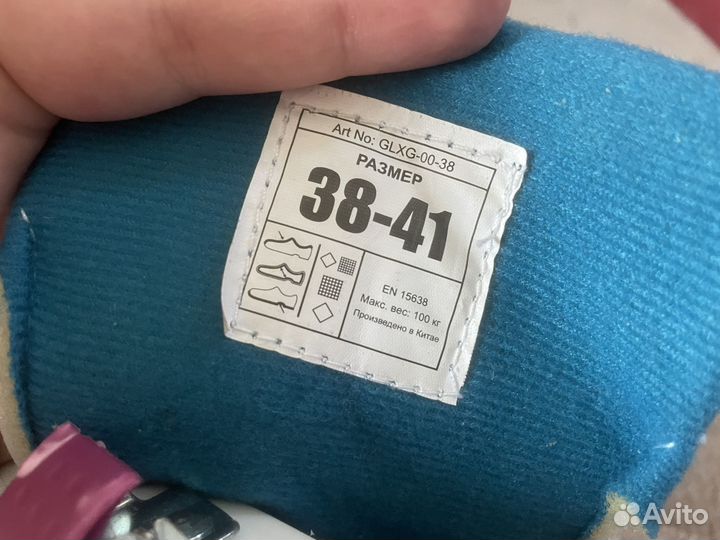 Art No: GLXG-00-38
РАЗМЕР
38-41
EN 15638
Макс. вес: 100 кг
Произведено в Китае
Avito